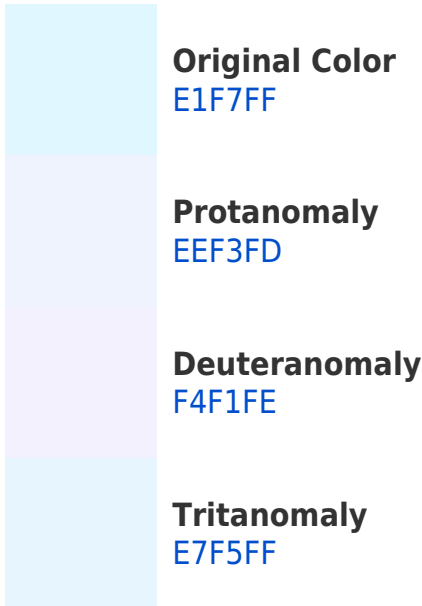 Original Color
E1F7FF
Protanomaly
EEF3FD
Deuteranomaly
F4F1FE
Tritanomaly
E7F5FF